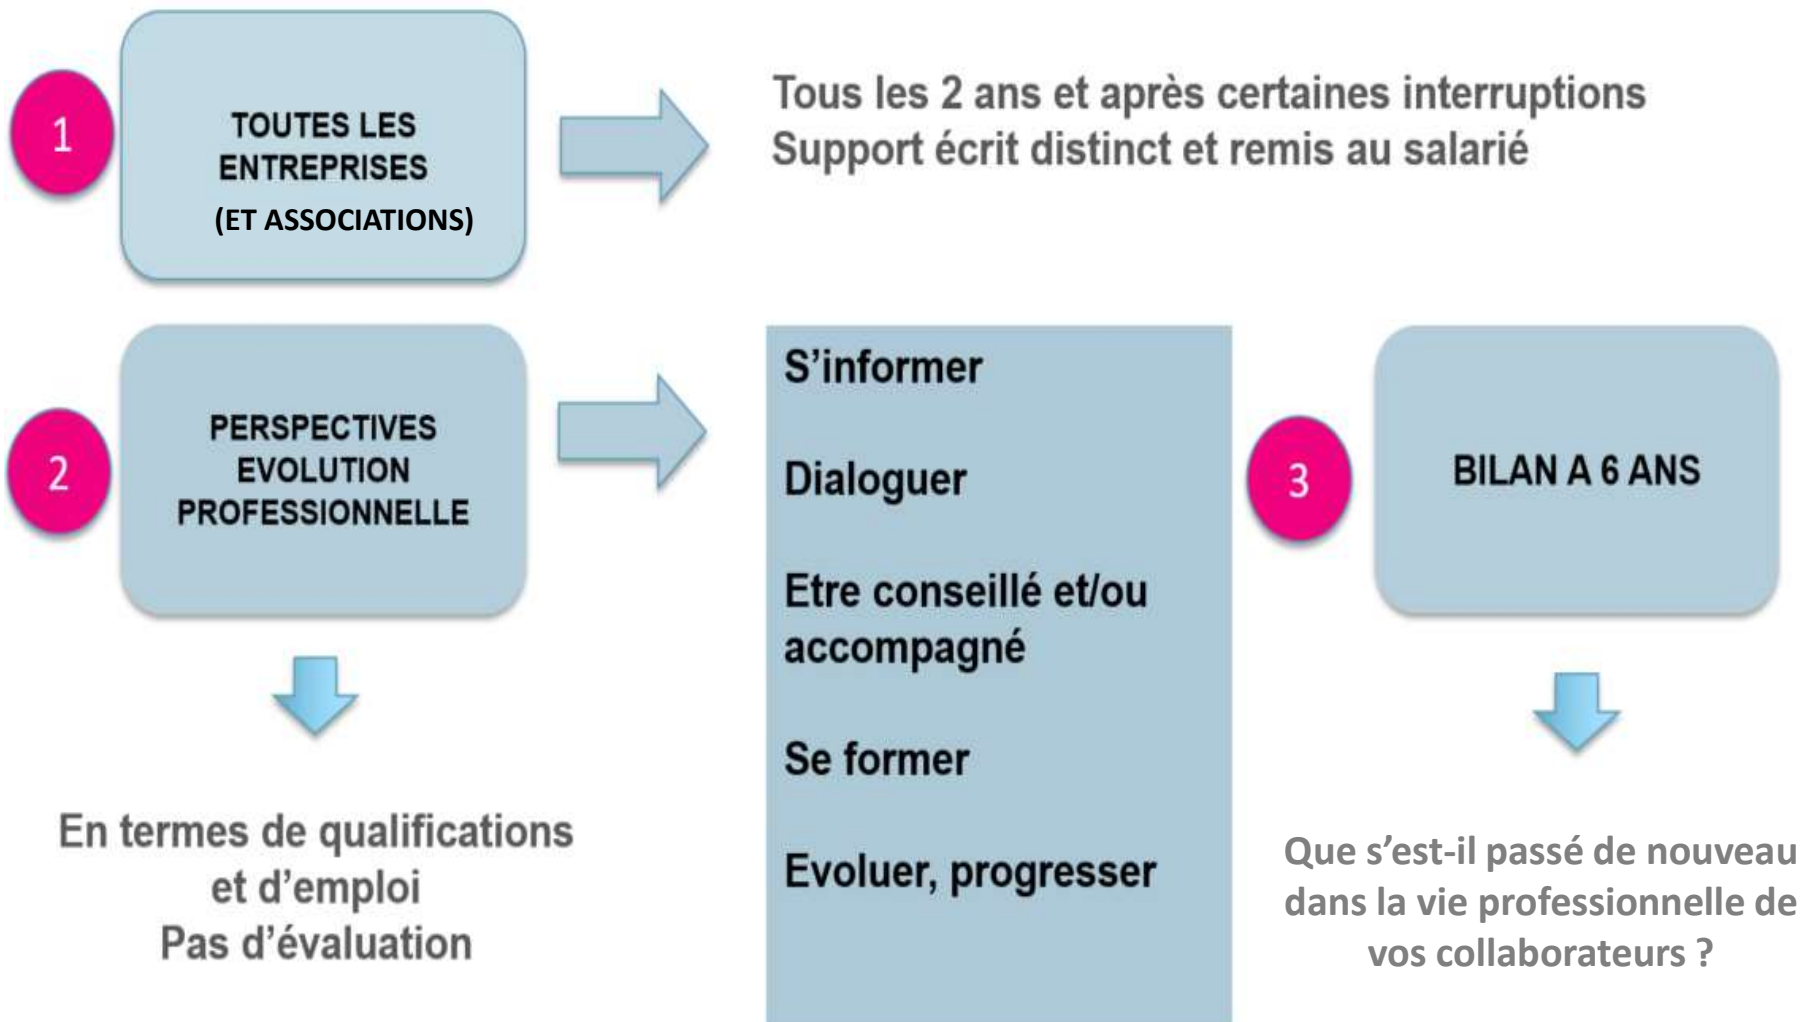 1
TOUTES LES
ENTREPRISES
(ET ASSOCIATIONS)
Tous les 2 ans et après certaines interruptions
Support écrit distinct et remis au salarié
2
PERSPECTIVES
EVOLUTION
PROFESSIONNELLE
En termes de qualifications
et d’emploi
Pas d’évaluation
S’informer
Dialoguer
Etre conseillé et/ou
accompagné
Se former
Evoluer, progresser
3
BILAN A 6 ANS
Que s’est-il passé de nouveau
dans la vie professionnelle de
vos collaborateurs ?